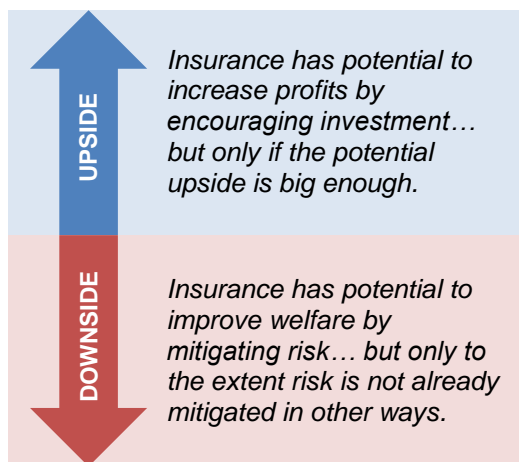 UPSIDE
Insurance has potential to
increase profits by
encouraging investment…
but only if the potential
upside is big enough.
DOWNSIDE
Insurance has potential to
improve welfare by
mitigating risk… but only to
the extent risk is not already
mitigated in other ways.